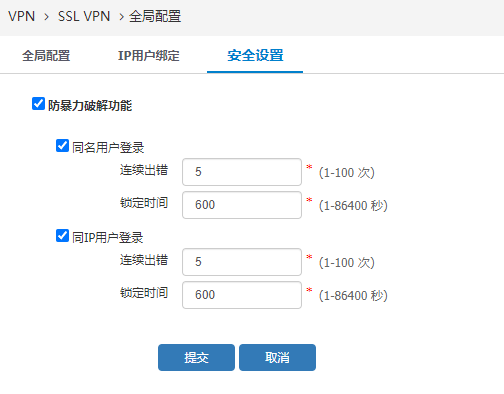 VPN > SSL VPN > 全局配置
全局配置 IP用户绑定 安全设置
防暴力破解功能
同名用户登录
连续出错 5 * (1-100 次)
锁定时间 600 * (1-86400 秒)
同IP用户登录
连续出错 5 * (1-100 次)
锁定时间 600 * (1-86400 秒)
提交 取消